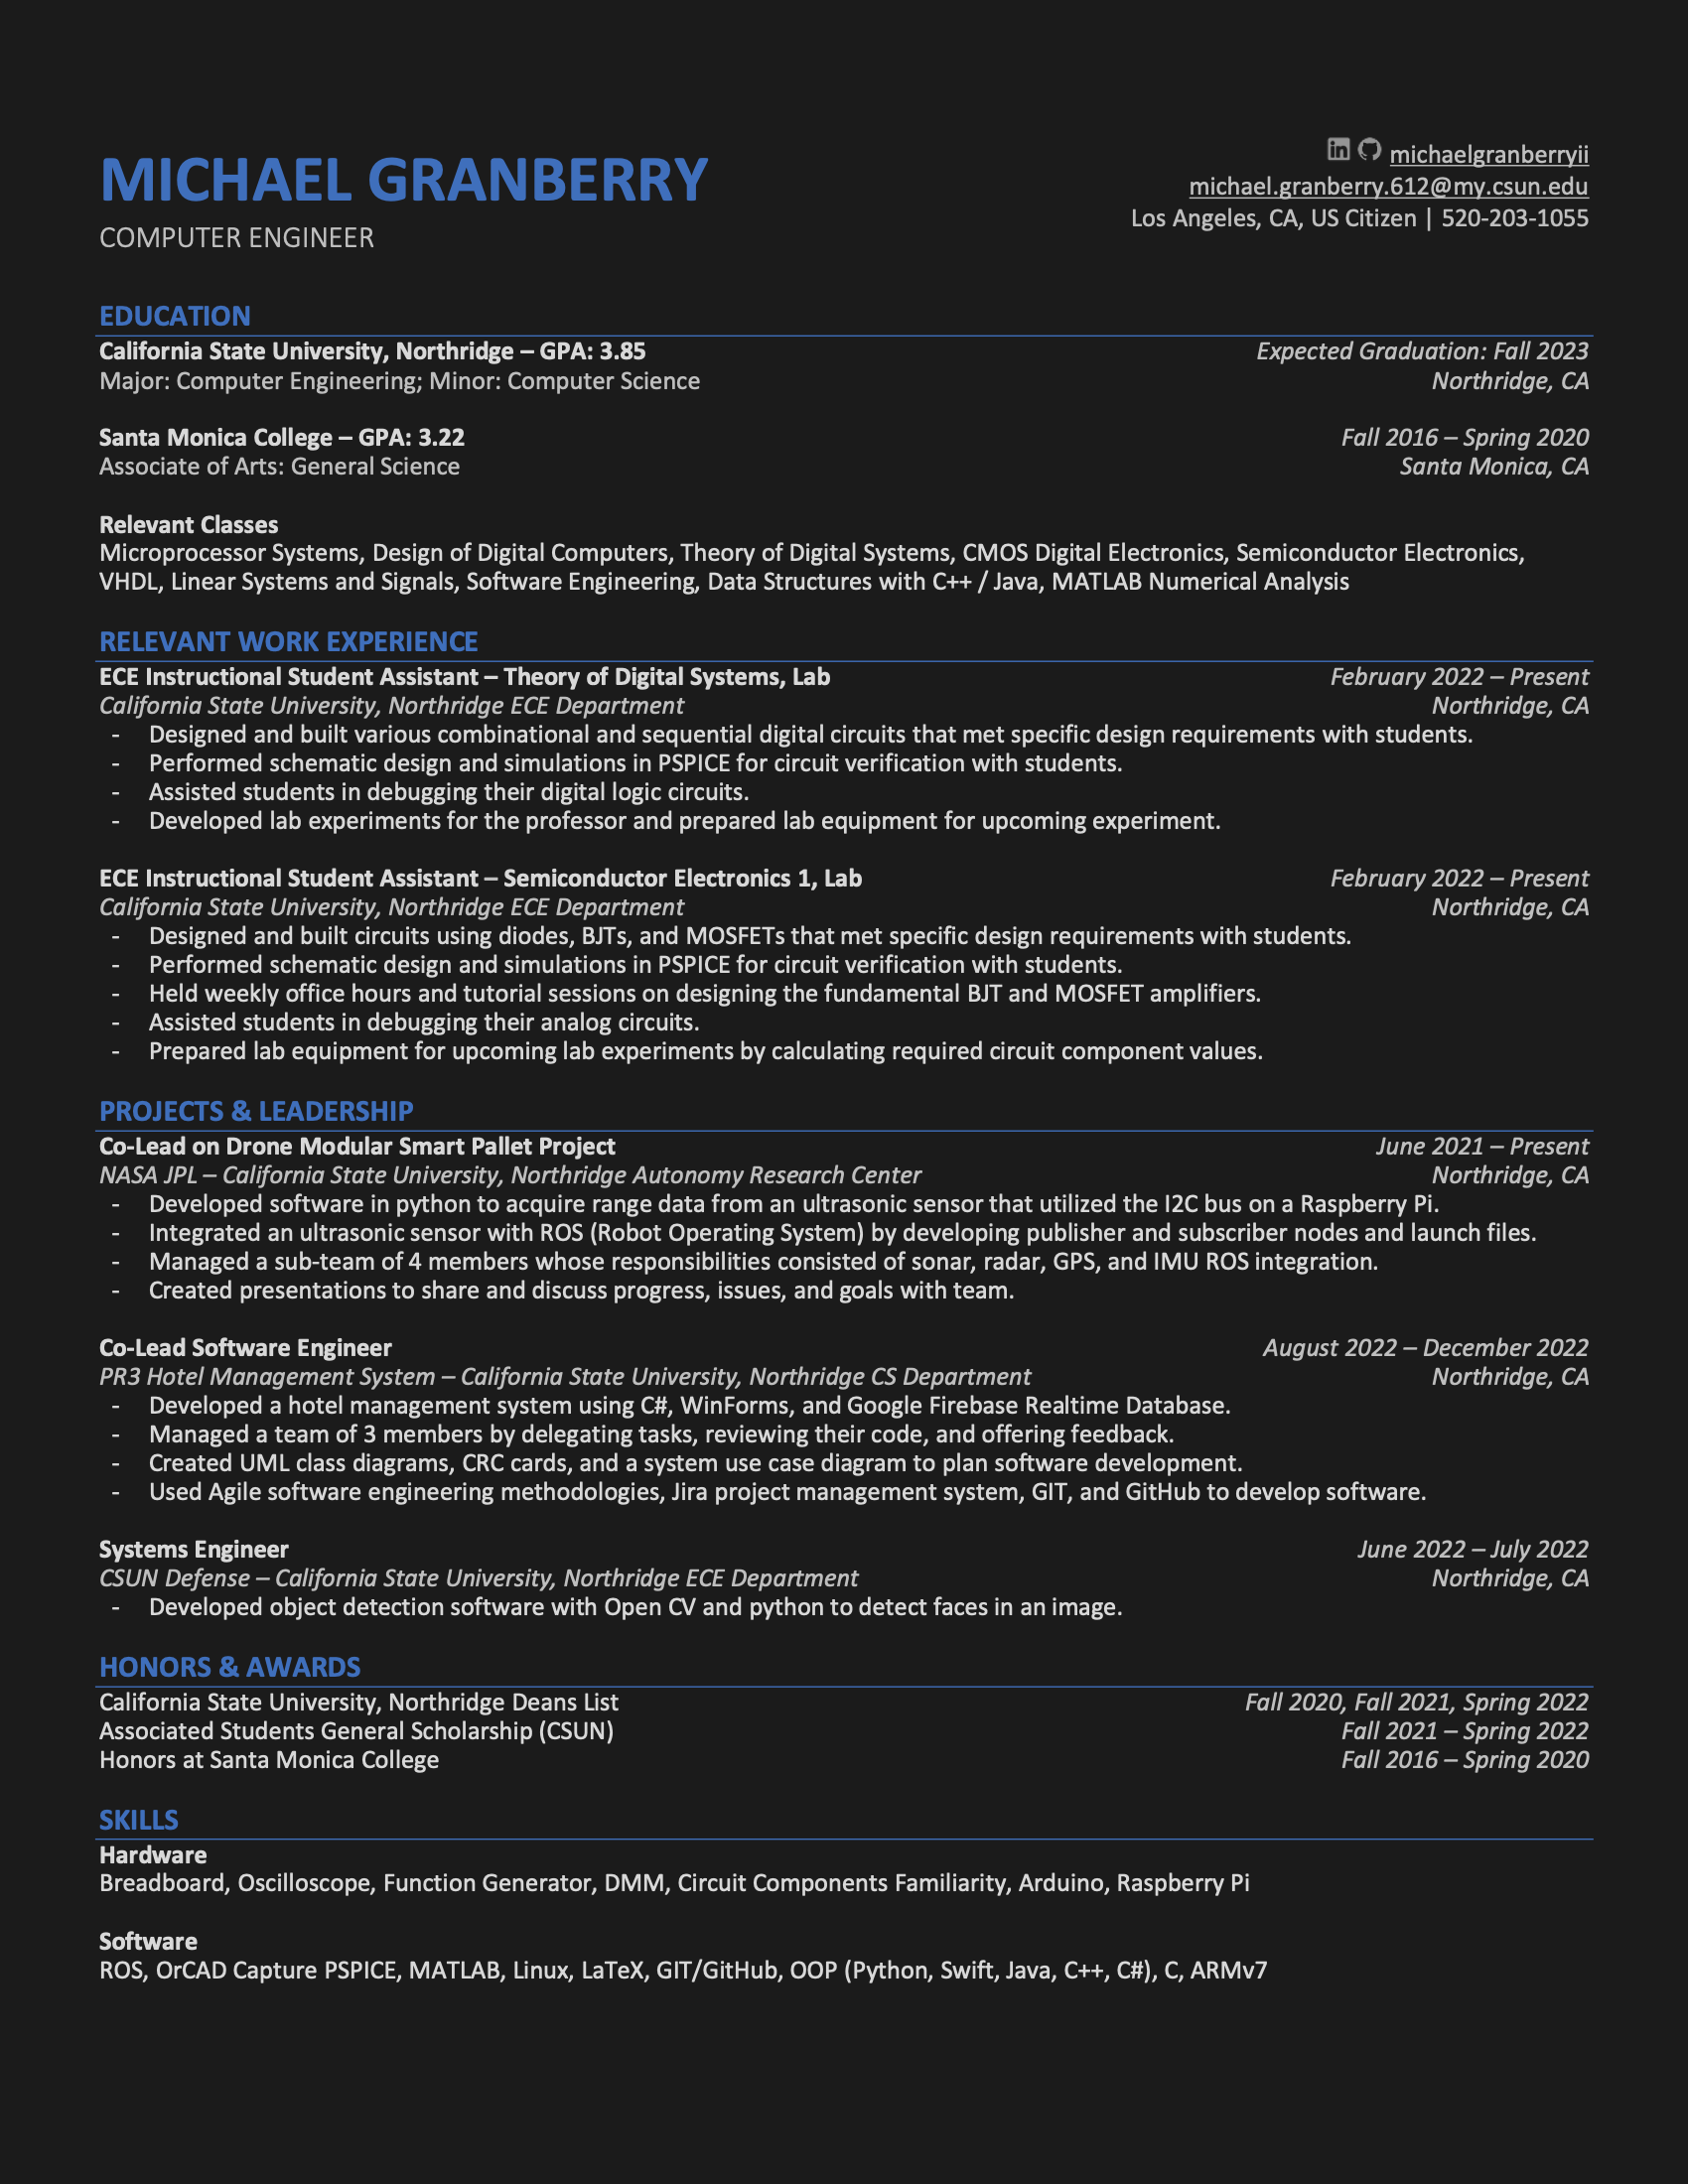 MICHAEL GRANBERRY
COMPUTER ENGINEER
in michaelgranberryii
michael.granberry.612@my.csun.edu
Los Angeles, CA, US Citizen | 520-203-1055
EDUCATION
California State University, Northridge – GPA: 3.85 Expected Graduation: Fall 2023
Major: Computer Engineering; Minor: Computer Science Northridge, CA
Santa Monica College – GPA: 3.22 Fall 2016 – Spring 2020
Associate of Arts: General Science Santa Monica, CA
Relevant Classes
Microprocessor Systems, Design of Digital Computers, Theory of Digital Systems, CMOS Digital Electronics, Semiconductor Electronics,
VHDL, Linear Systems and Signals, Software Engineering, Data Structures with C++ / Java, MATLAB Numerical Analysis
RELEVANT WORK EXPERIENCE
ECE Instructional Student Assistant – Theory of Digital Systems, Lab February 2022 – Present
California State University, Northridge ECE Department Northridge, CA
- Designed and built various combinational and sequential digital circuits that met specific design requirements with students.
- Performed schematic design and simulations in PSPICE for circuit verification with students.
- Assisted students in debugging their digital logic circuits.
- Developed lab experiments for the professor and prepared lab equipment for upcoming experiment.
ECE Instructional Student Assistant – Semiconductor Electronics 1, Lab February 2022 – Present
California State University, Northridge ECE Department Northridge, CA
- Designed and built circuits using diodes, BJTs, and MOSFETs that met specific design requirements with students.
- Performed schematic design and simulations in PSPICE for circuit verification with students.
- Held weekly office hours and tutorial sessions on designing the fundamental BJT and MOSFET amplifiers.
- Assisted students in debugging their analog circuits.
- Prepared lab equipment for upcoming lab experiments by calculating required circuit component values.
PROJECTS & LEADERSHIP
Co-Lead on Drone Modular Smart Pallet Project June 2021 – Present
NASA JPL – California State University, Northridge Autonomy Research Center Northridge, CA
- Developed software in python to acquire range data from an ultrasonic sensor that utilized the I2C bus on a Raspberry Pi.
- Integrated an ultrasonic sensor with ROS (Robot Operating System) by developing publisher and subscriber nodes and launch files.
- Managed a sub-team of 4 members whose responsibilities consisted of sonar, radar, GPS, and IMU ROS integration.
- Created presentations to share and discuss progress, issues, and goals with team.
Co-Lead Software Engineer August 2022 – December 2022
PR3 Hotel Management System – California State University, Northridge CS Department Northridge, CA
- Developed a hotel management system using C#, WinForms, and Google Firebase Realtime Database.
- Managed a team of 3 members by delegating tasks, reviewing their code, and offering feedback.
- Created UML class diagrams, CRC cards, and a system use case diagram to plan software development.
- Used Agile software engineering methodologies, Jira project management system, GIT, and GitHub to develop software.
Systems Engineer June 2022 – July 2022
CSUN Defense – California State University, Northridge ECE Department Northridge, CA
- Developed object detection software with Open CV and python to detect faces in an image.
HONORS & AWARDS
California State University, Northridge Deans List Fall 2020, Fall 2021, Spring 2022
Associated Students General Scholarship (CSUN) Fall 2021 – Spring 2022
Honors at Santa Monica College Fall 2016 – Spring 2020
SKILLS
Hardware
Breadboard, Oscilloscope, Function Generator, DMM, Circuit Components Familiarity, Arduino, Raspberry Pi
Software
ROS, OrCAD Capture PSPICE, MATLAB, Linux, LaTeX, GIT/GitHub, OOP (Python, Swift, Java, C++, C#), C, ARMv7